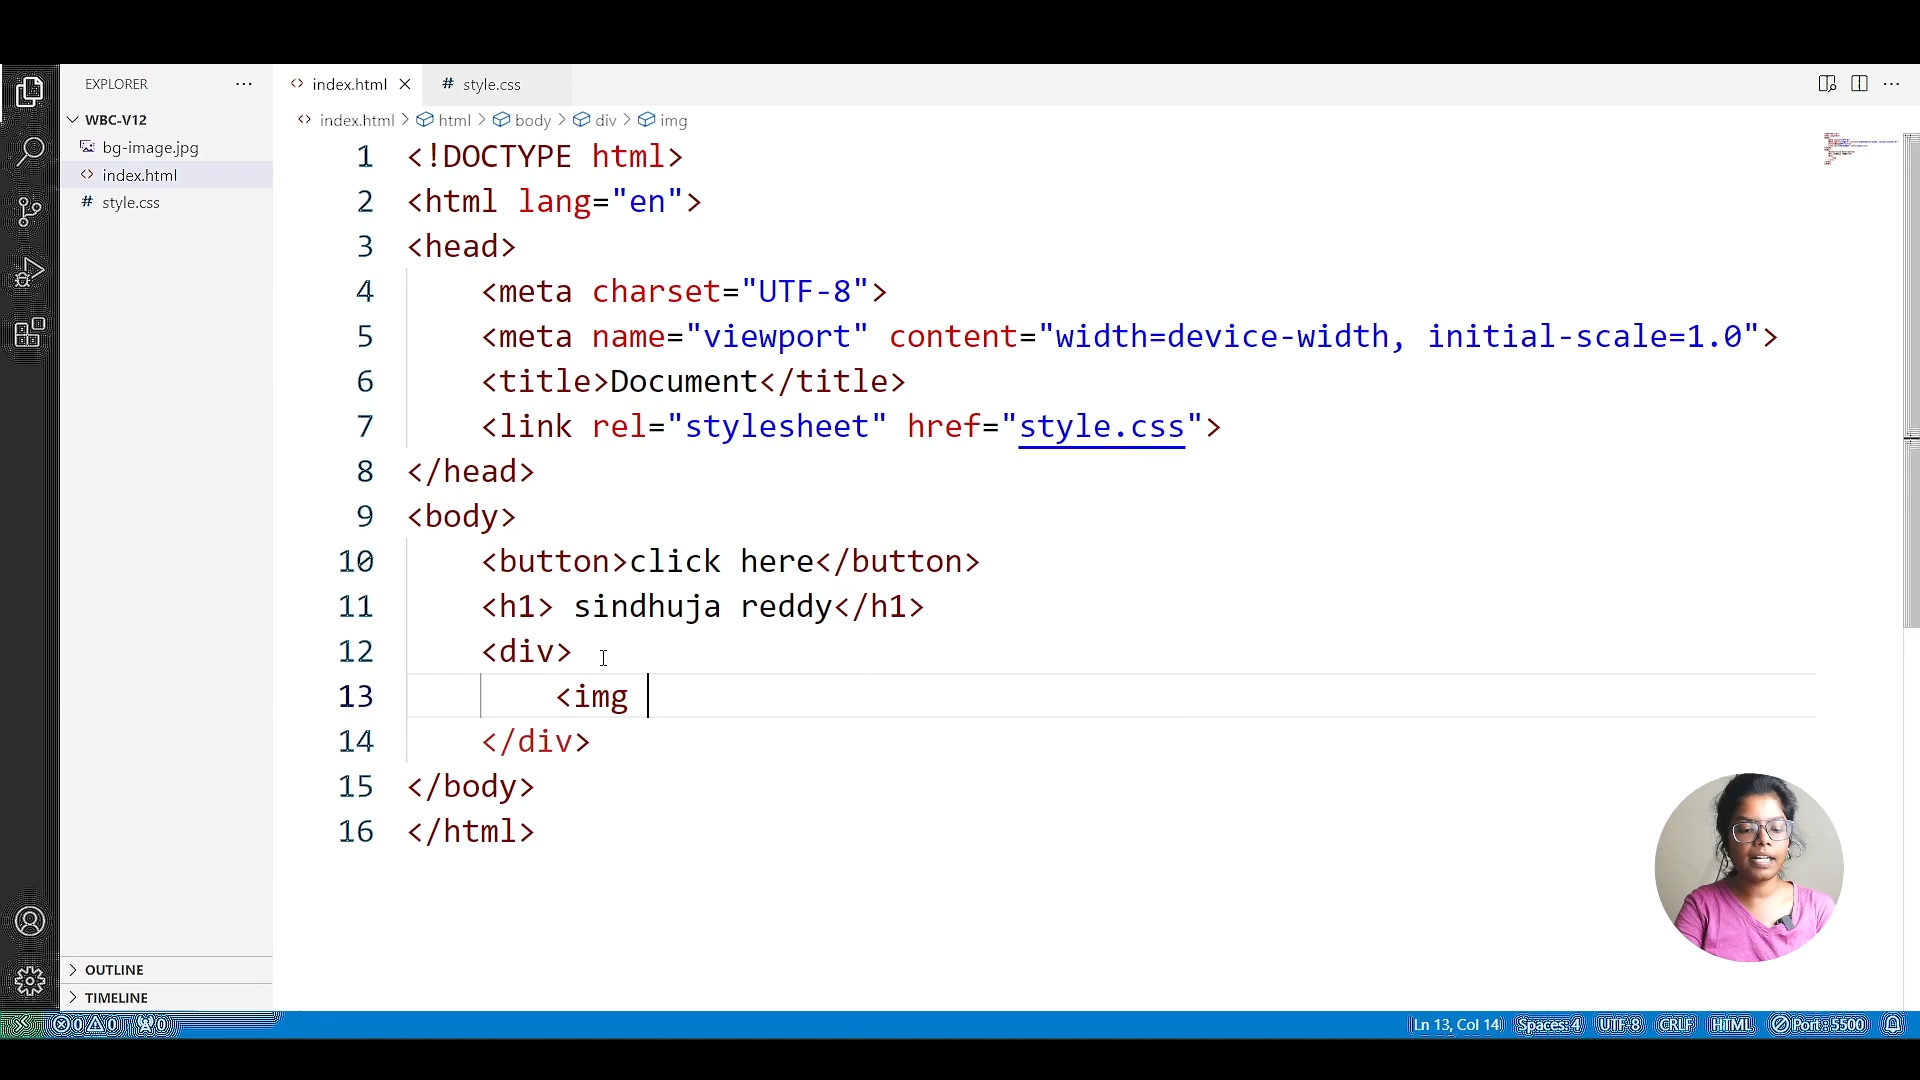 EXPLORER
WBC-V12
bg-image.jpg
index.html
style.css
OUTLINE
TIMELINE
index.html
style.css
index.html > html > body > div > img
1 <!DOCTYPE html>
2 <html lang="en">
3 <head>
4 <meta charset="UTF-8">
5 <meta name="viewport" content="width=device-width, initial-scale=1.0">
6 <title>Document</title>
7 <link rel="stylesheet" href="style.css">
8 </head>
9 <body>
10 <button>click here</button>
11 <h1> sindhuja reddy</h1>
12 <div>
13 <img
14 </div>
15 </body>
16 </html>
0 0 0 Ln 13, Col 14 Spaces: 4 UTF-8 CRLF HTML Port : 5500